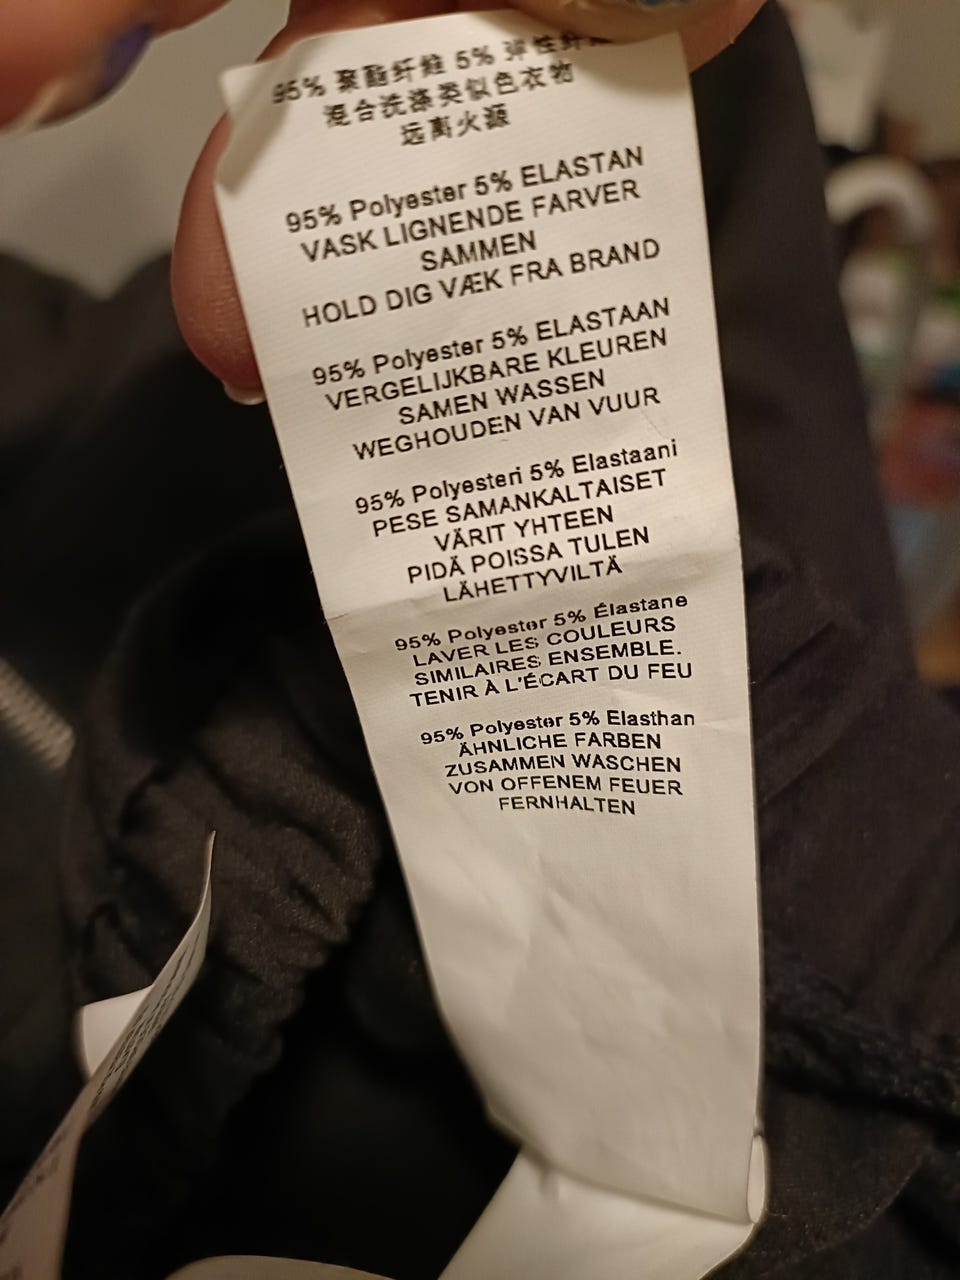 95% 聚酯纤维 5% 弹性纤维
混合洗涤类似色衣物
远离火源
95% Polyester 5% ELASTAN
VASK LIGNENDE FARVER
SAMMEN
HOLD DIG VÆK FRA BRAND
95% Polyester 5% ELASTAAN
VERGELIJKBARE KLEUREN
SAMEN WASSEN
WEGHOUDEN VAN VUUR
95% Polyesteri 5% Elastaani
PESE SAMANKALTAISET
VÄRIT YHTEEN
PIDÄ POISSA TULEN
LÄHETTYVILTÄ
95% Polyester 5% Élastane
LAVER LES COULEURS
SIMILAIRES ENSEMBLE.
TENIR À L'ÉCART DU FEU
95% Polyester 5% Elasthan
ÄHNLICHE FARBEN
ZUSAMMEN WASCHEN
VON OFFENEM FEUER
FERNHALTEN